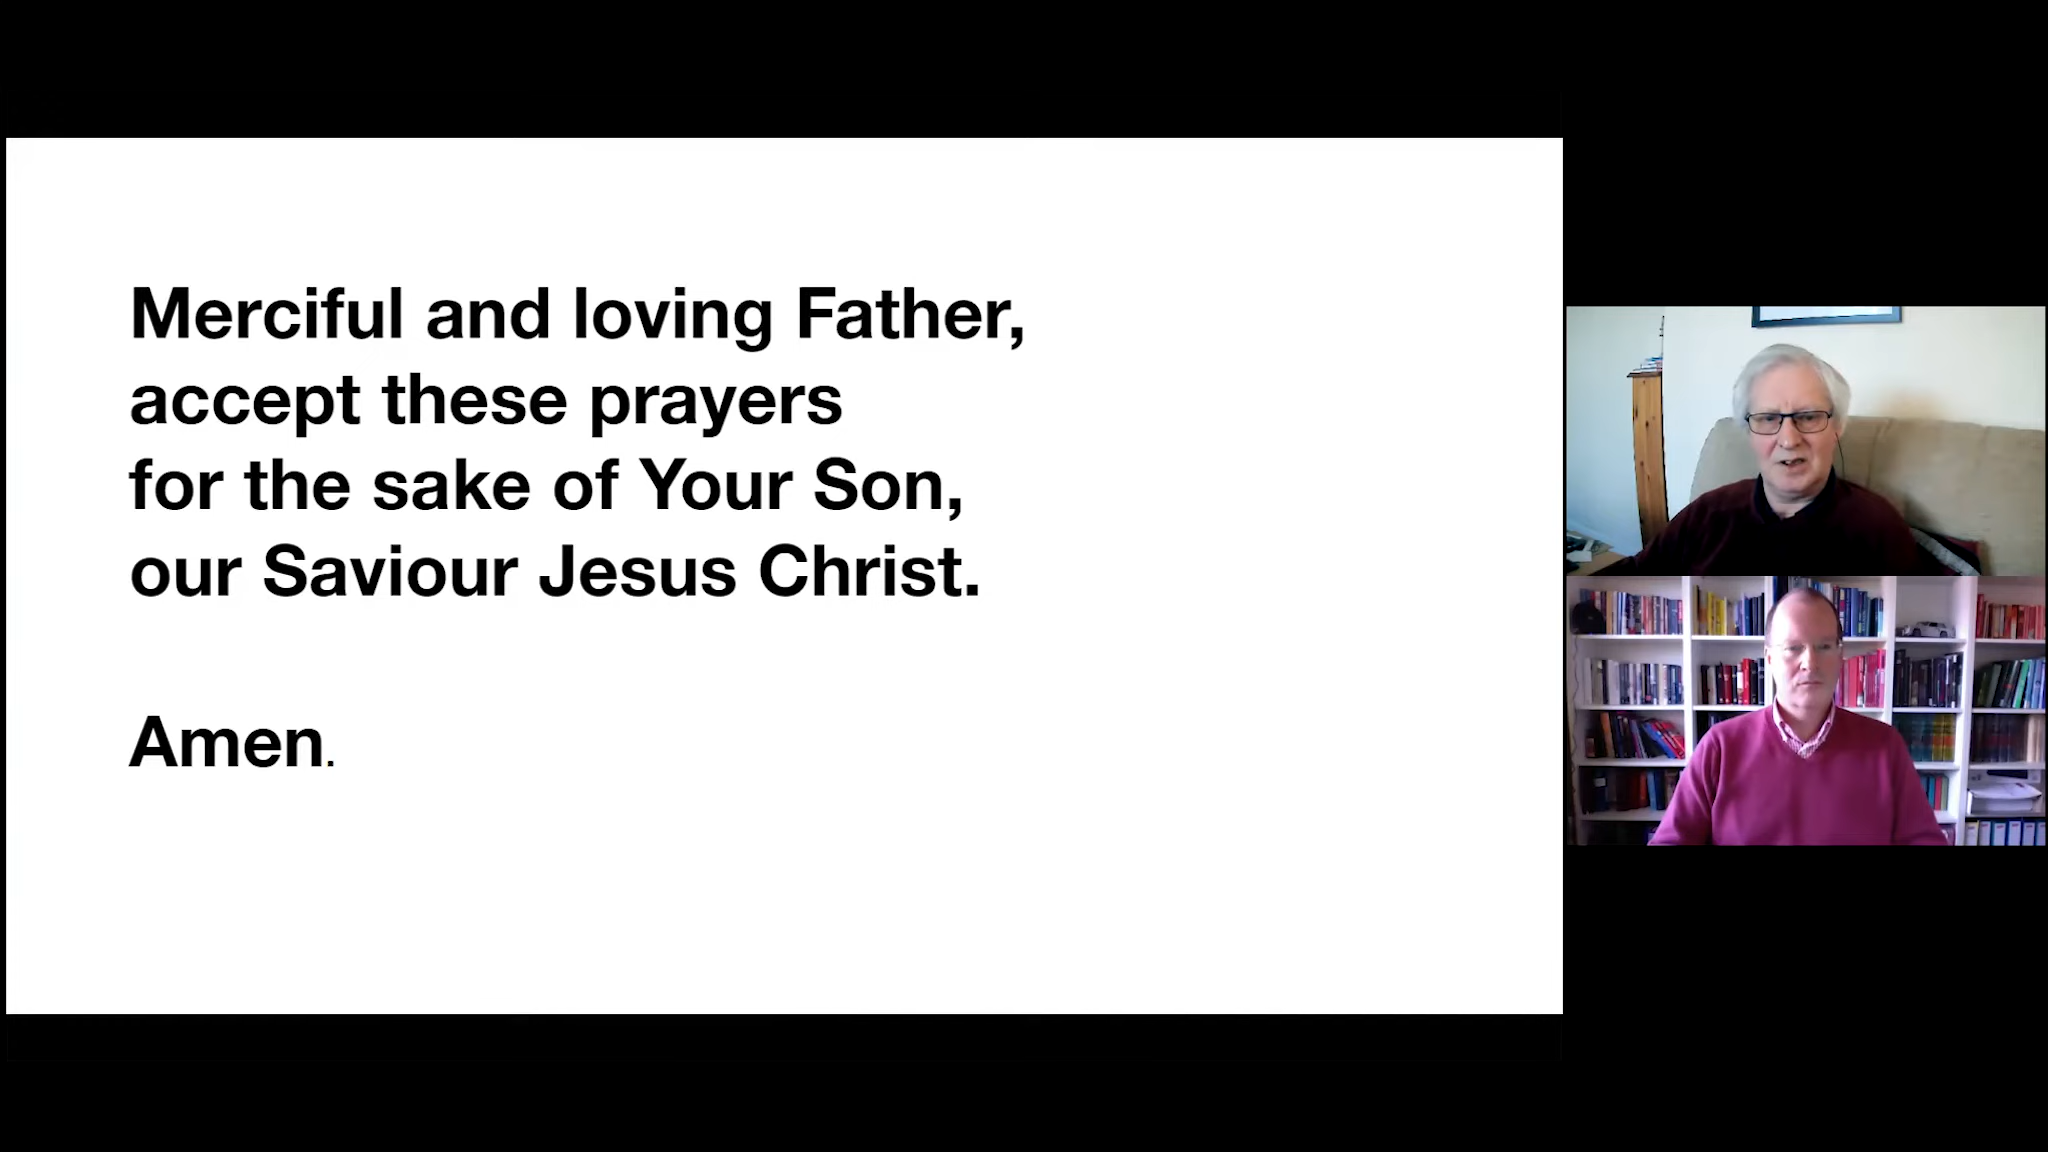 Merciful and loving Father,
accept these prayers
for the sake of Your Son,
our Saviour Jesus Christ.
Amen.